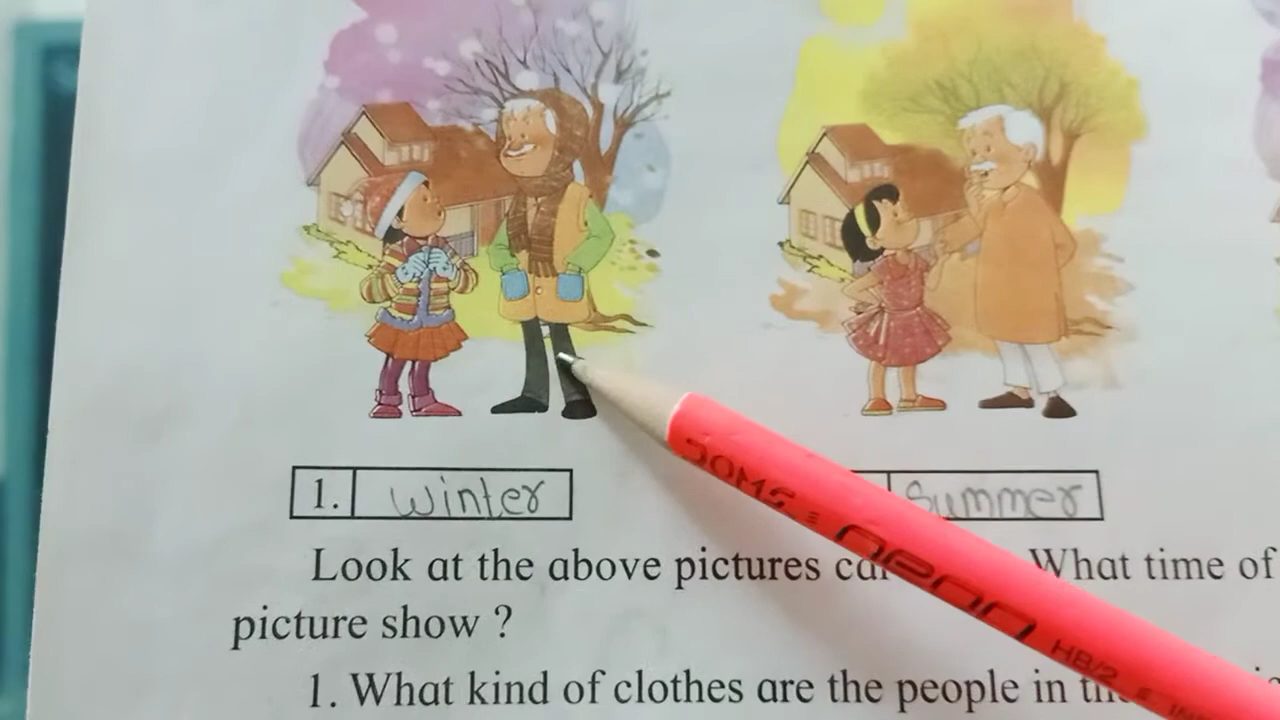 1. winter
Summer
Look at the above pictures What time of
picture show ?
1. What kind of clothes are the people in
DOMS neon HB/2